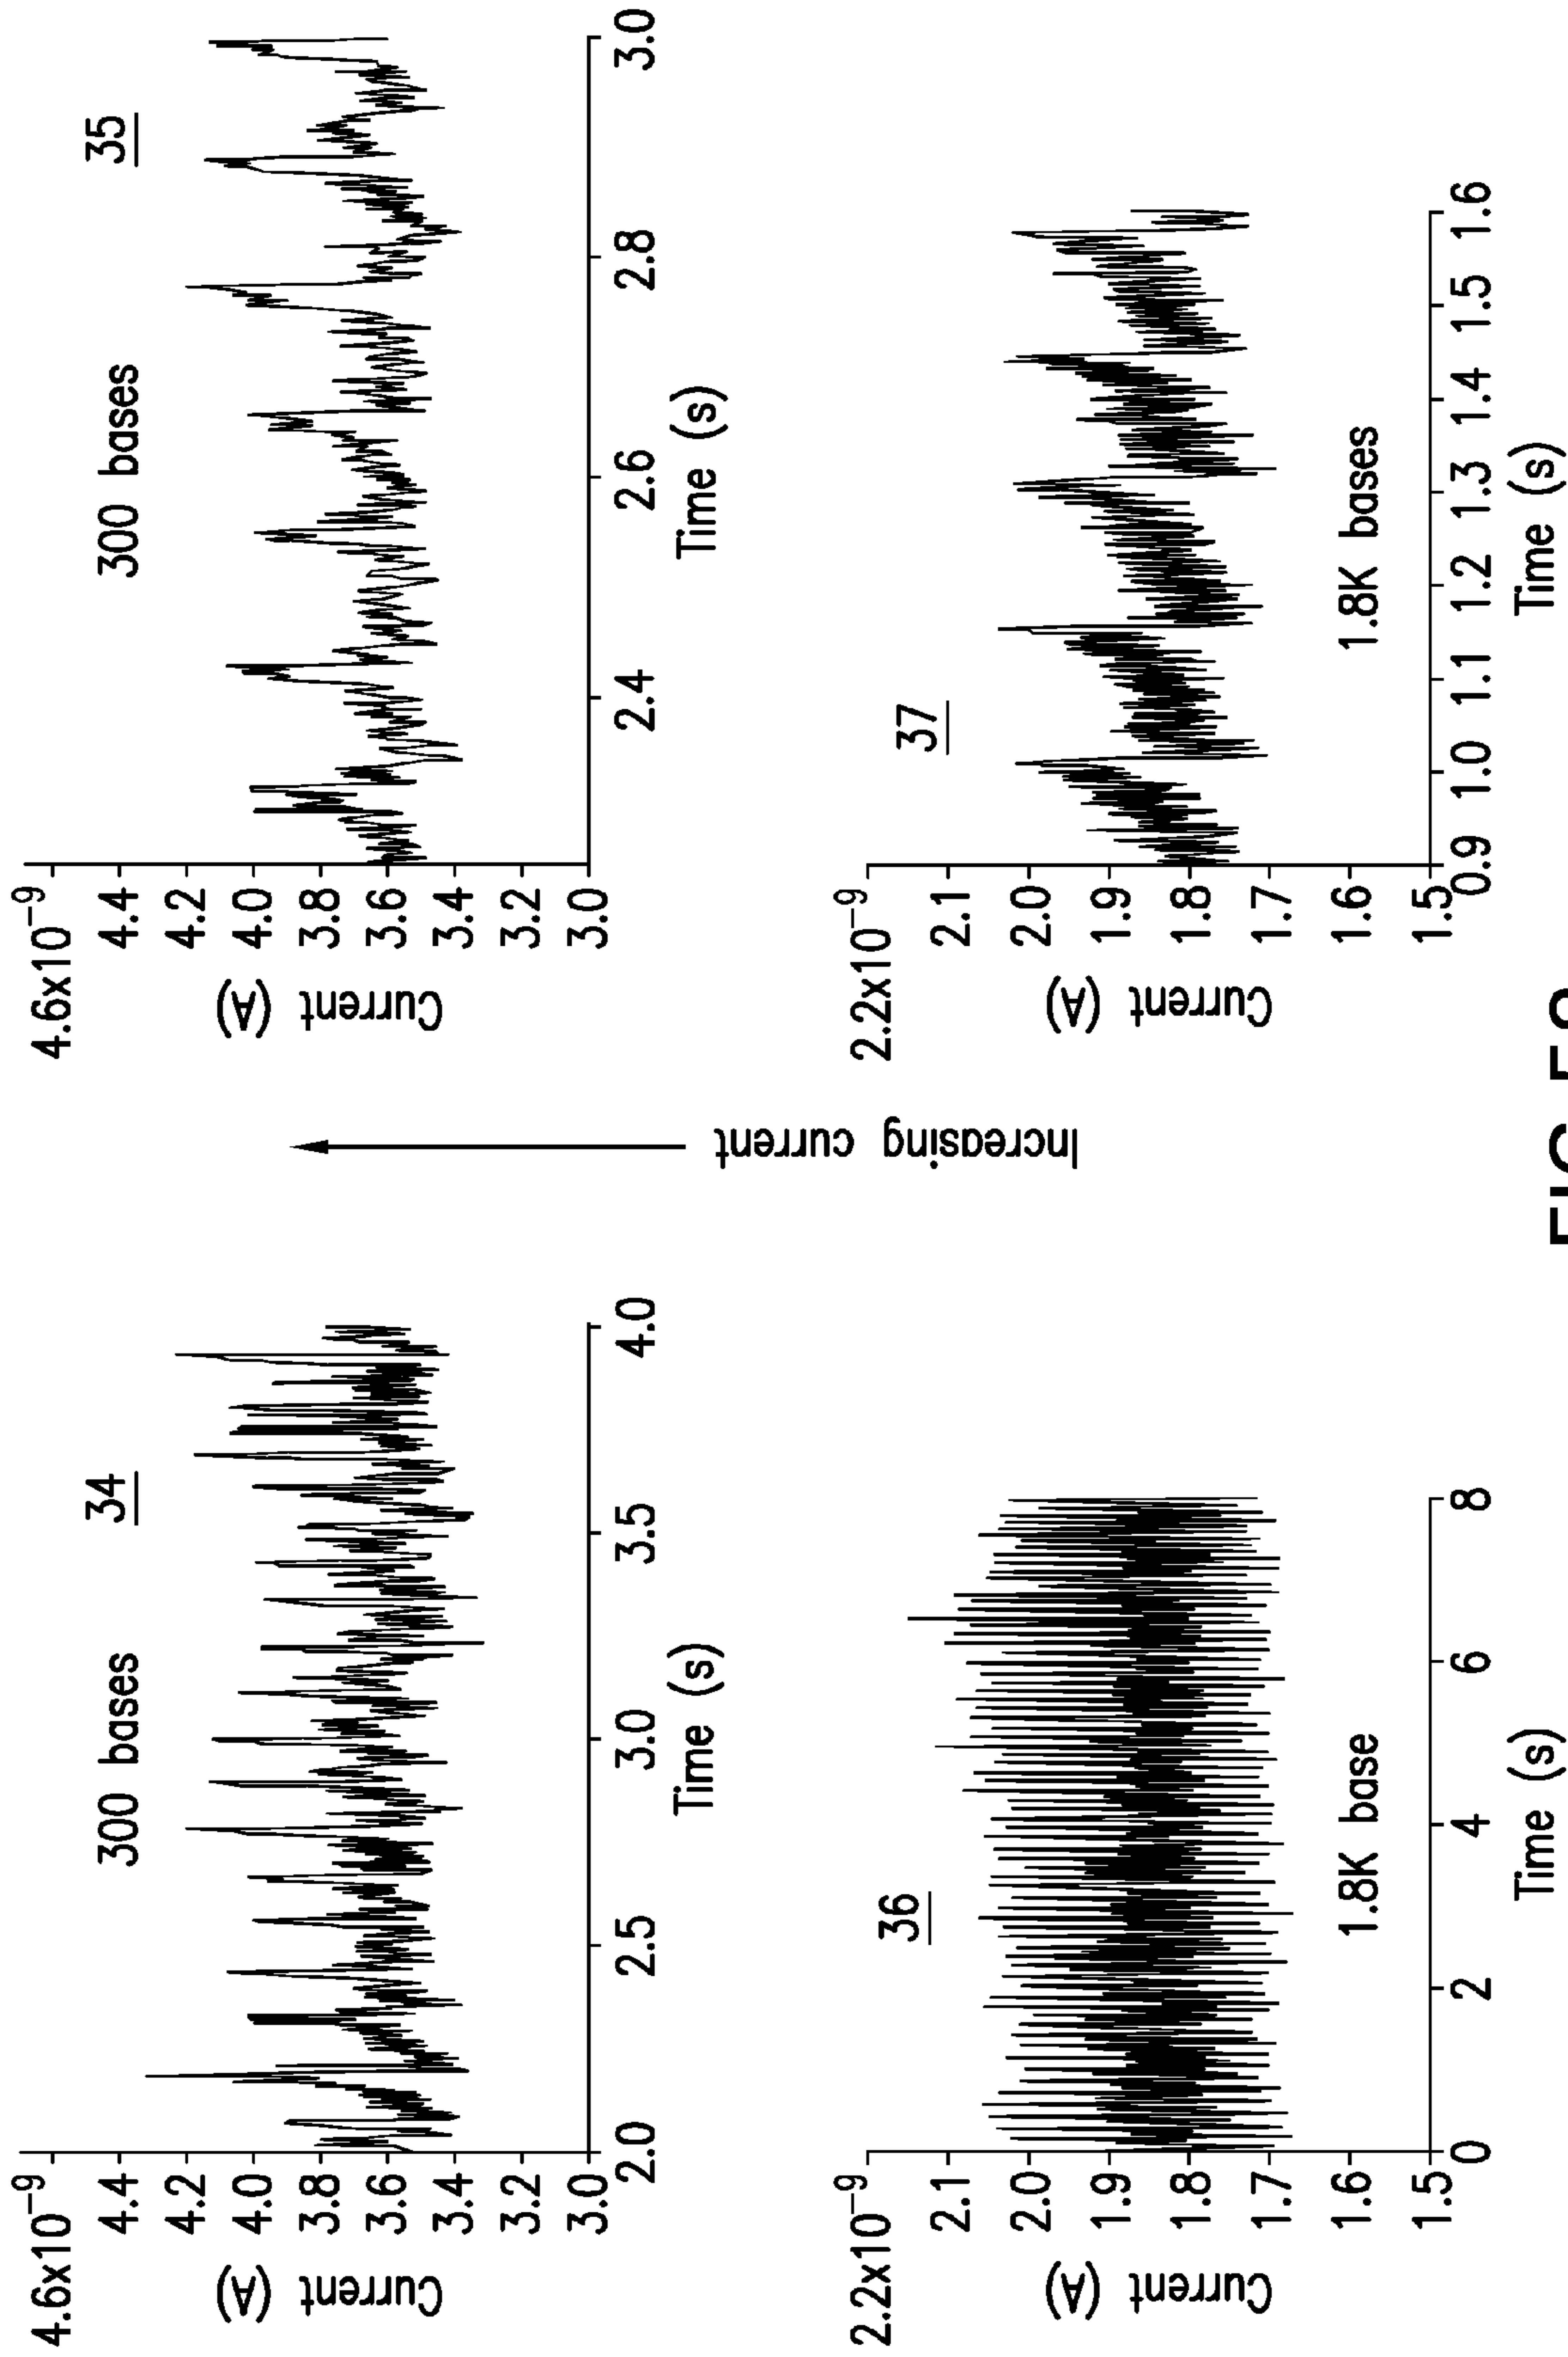 300 bases
34
4.6x10⁻⁹
4.4
4.2
4.0
3.8
3.6
3.4
3.2
3.0
Current (A)
2.0 2.5 3.0 3.5 4.0
Time (s)
300 bases
35
4.6x10⁻⁹
4.4
4.2
4.0
3.8
3.6
3.4
3.2
3.0
Current (A)
2.4 2.6 2.8 3.0
Time (s)
Increasing current
36
2.2x10⁻⁹
2.1
2.0
1.9
1.8
1.7
1.6
1.5
Current (A)
1.8K base
0 2 4 6 8
Time (s)
37
2.2x10⁻⁹
2.1
2.0
1.9
1.8
1.7
1.6
1.5
Current (A)
1.8K bases
0.9 1.0 1.1 1.2 1.3 1.4 1.5 1.6
Time (s)